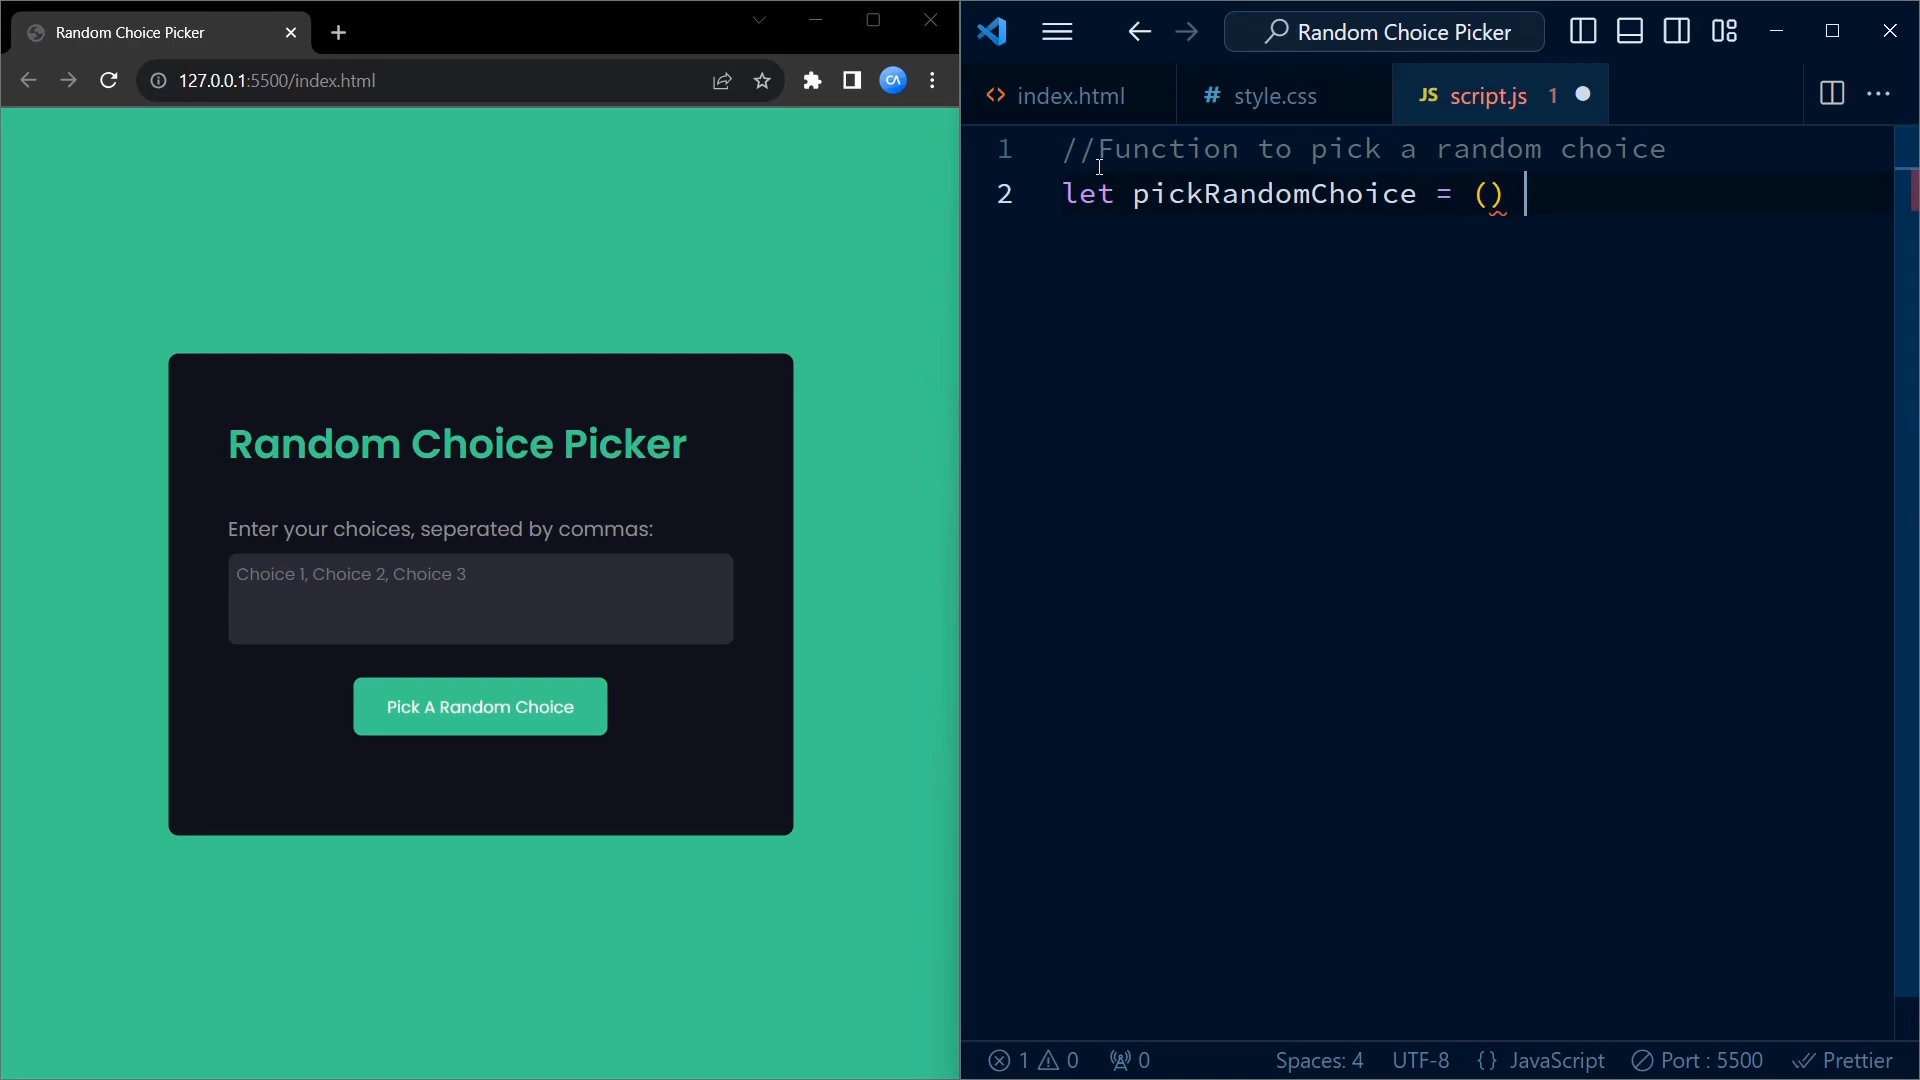 Random Choice Picker
127.0.0.1:5500/index.html
CA
Random Choice Picker
Enter your choices, seperated by commas:
Choice 1, Choice 2, Choice 3
Pick A Random Choice
Random Choice Picker
<> index.html
# style.css
JS script.js 1
1 //Function to pick a random choice
2 let pickRandomChoice = ()
1 0 0
Spaces: 4 UTF-8 {} JavaScript Port : 5500 Prettier